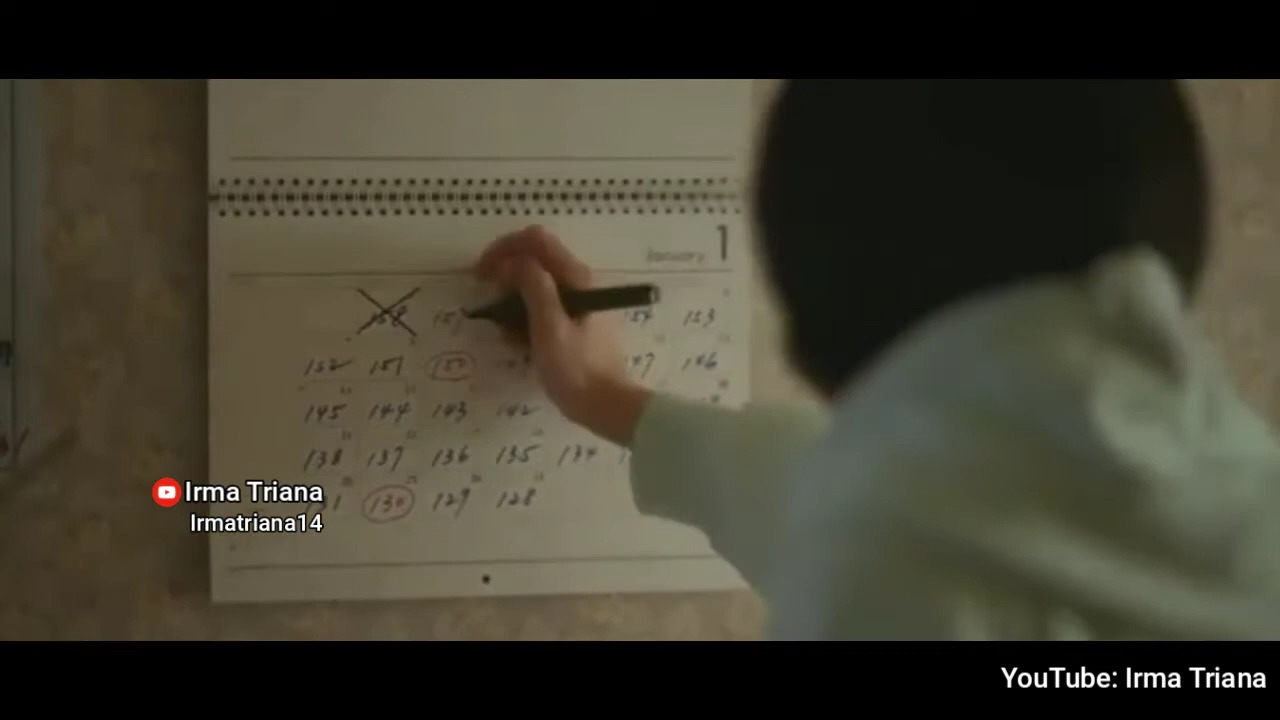 January 1
158 157 154 153
152 151 150 147 146
145 144 143 142
138 137 136 135 134
131 130 129 128
Irma Triana
Irmatriana14
YouTube: Irma Triana